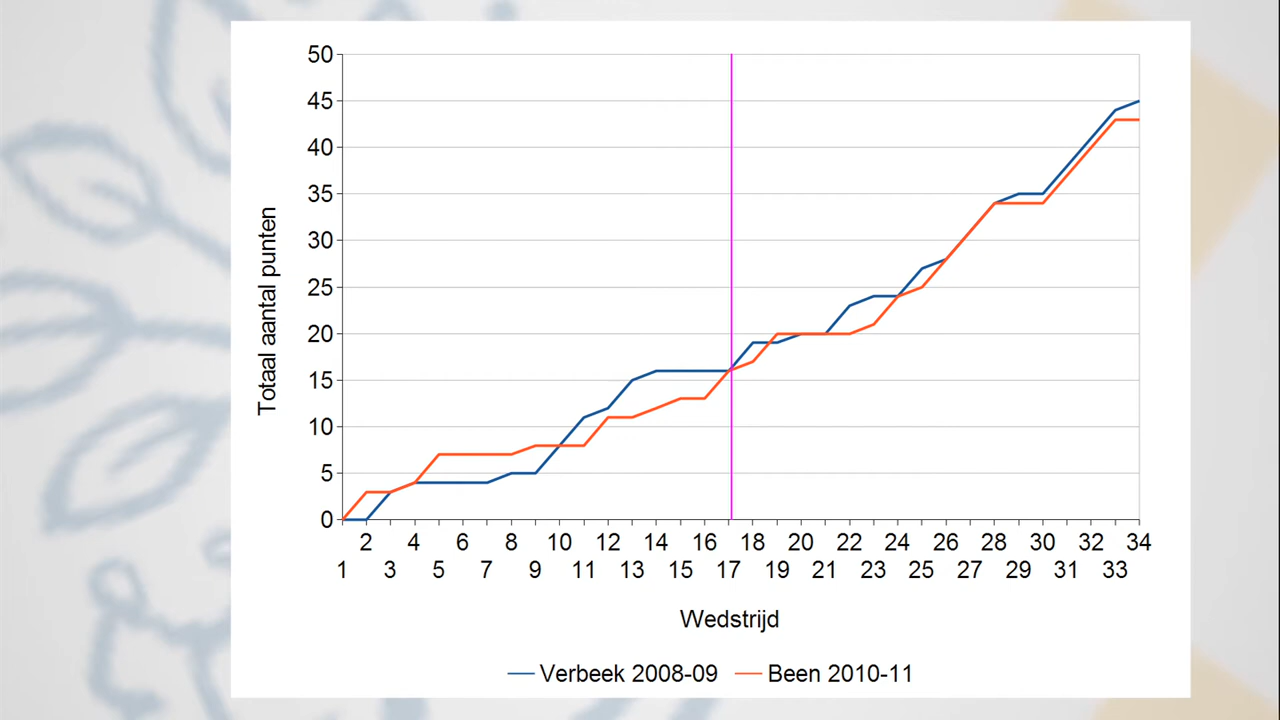 50
45
40
35
30
25
20
15
10
5
0
Totaal aantal punten
2 4 6 8 10 12 14 16 18 20 22 24 26 28 30 32 34
1 3 5 7 9 11 13 15 17 19 21 23 25 27 29 31 33
Wedstrijd
Verbeek 2008-09 Been 2010-11